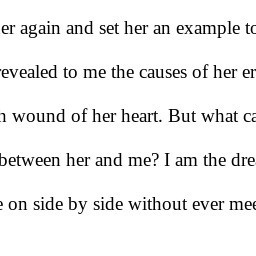 er again and set her an example to
revealed to me the causes of her er
h wound of her heart. But what ca
between her and me? I am the dre
e on side by side without ever mee